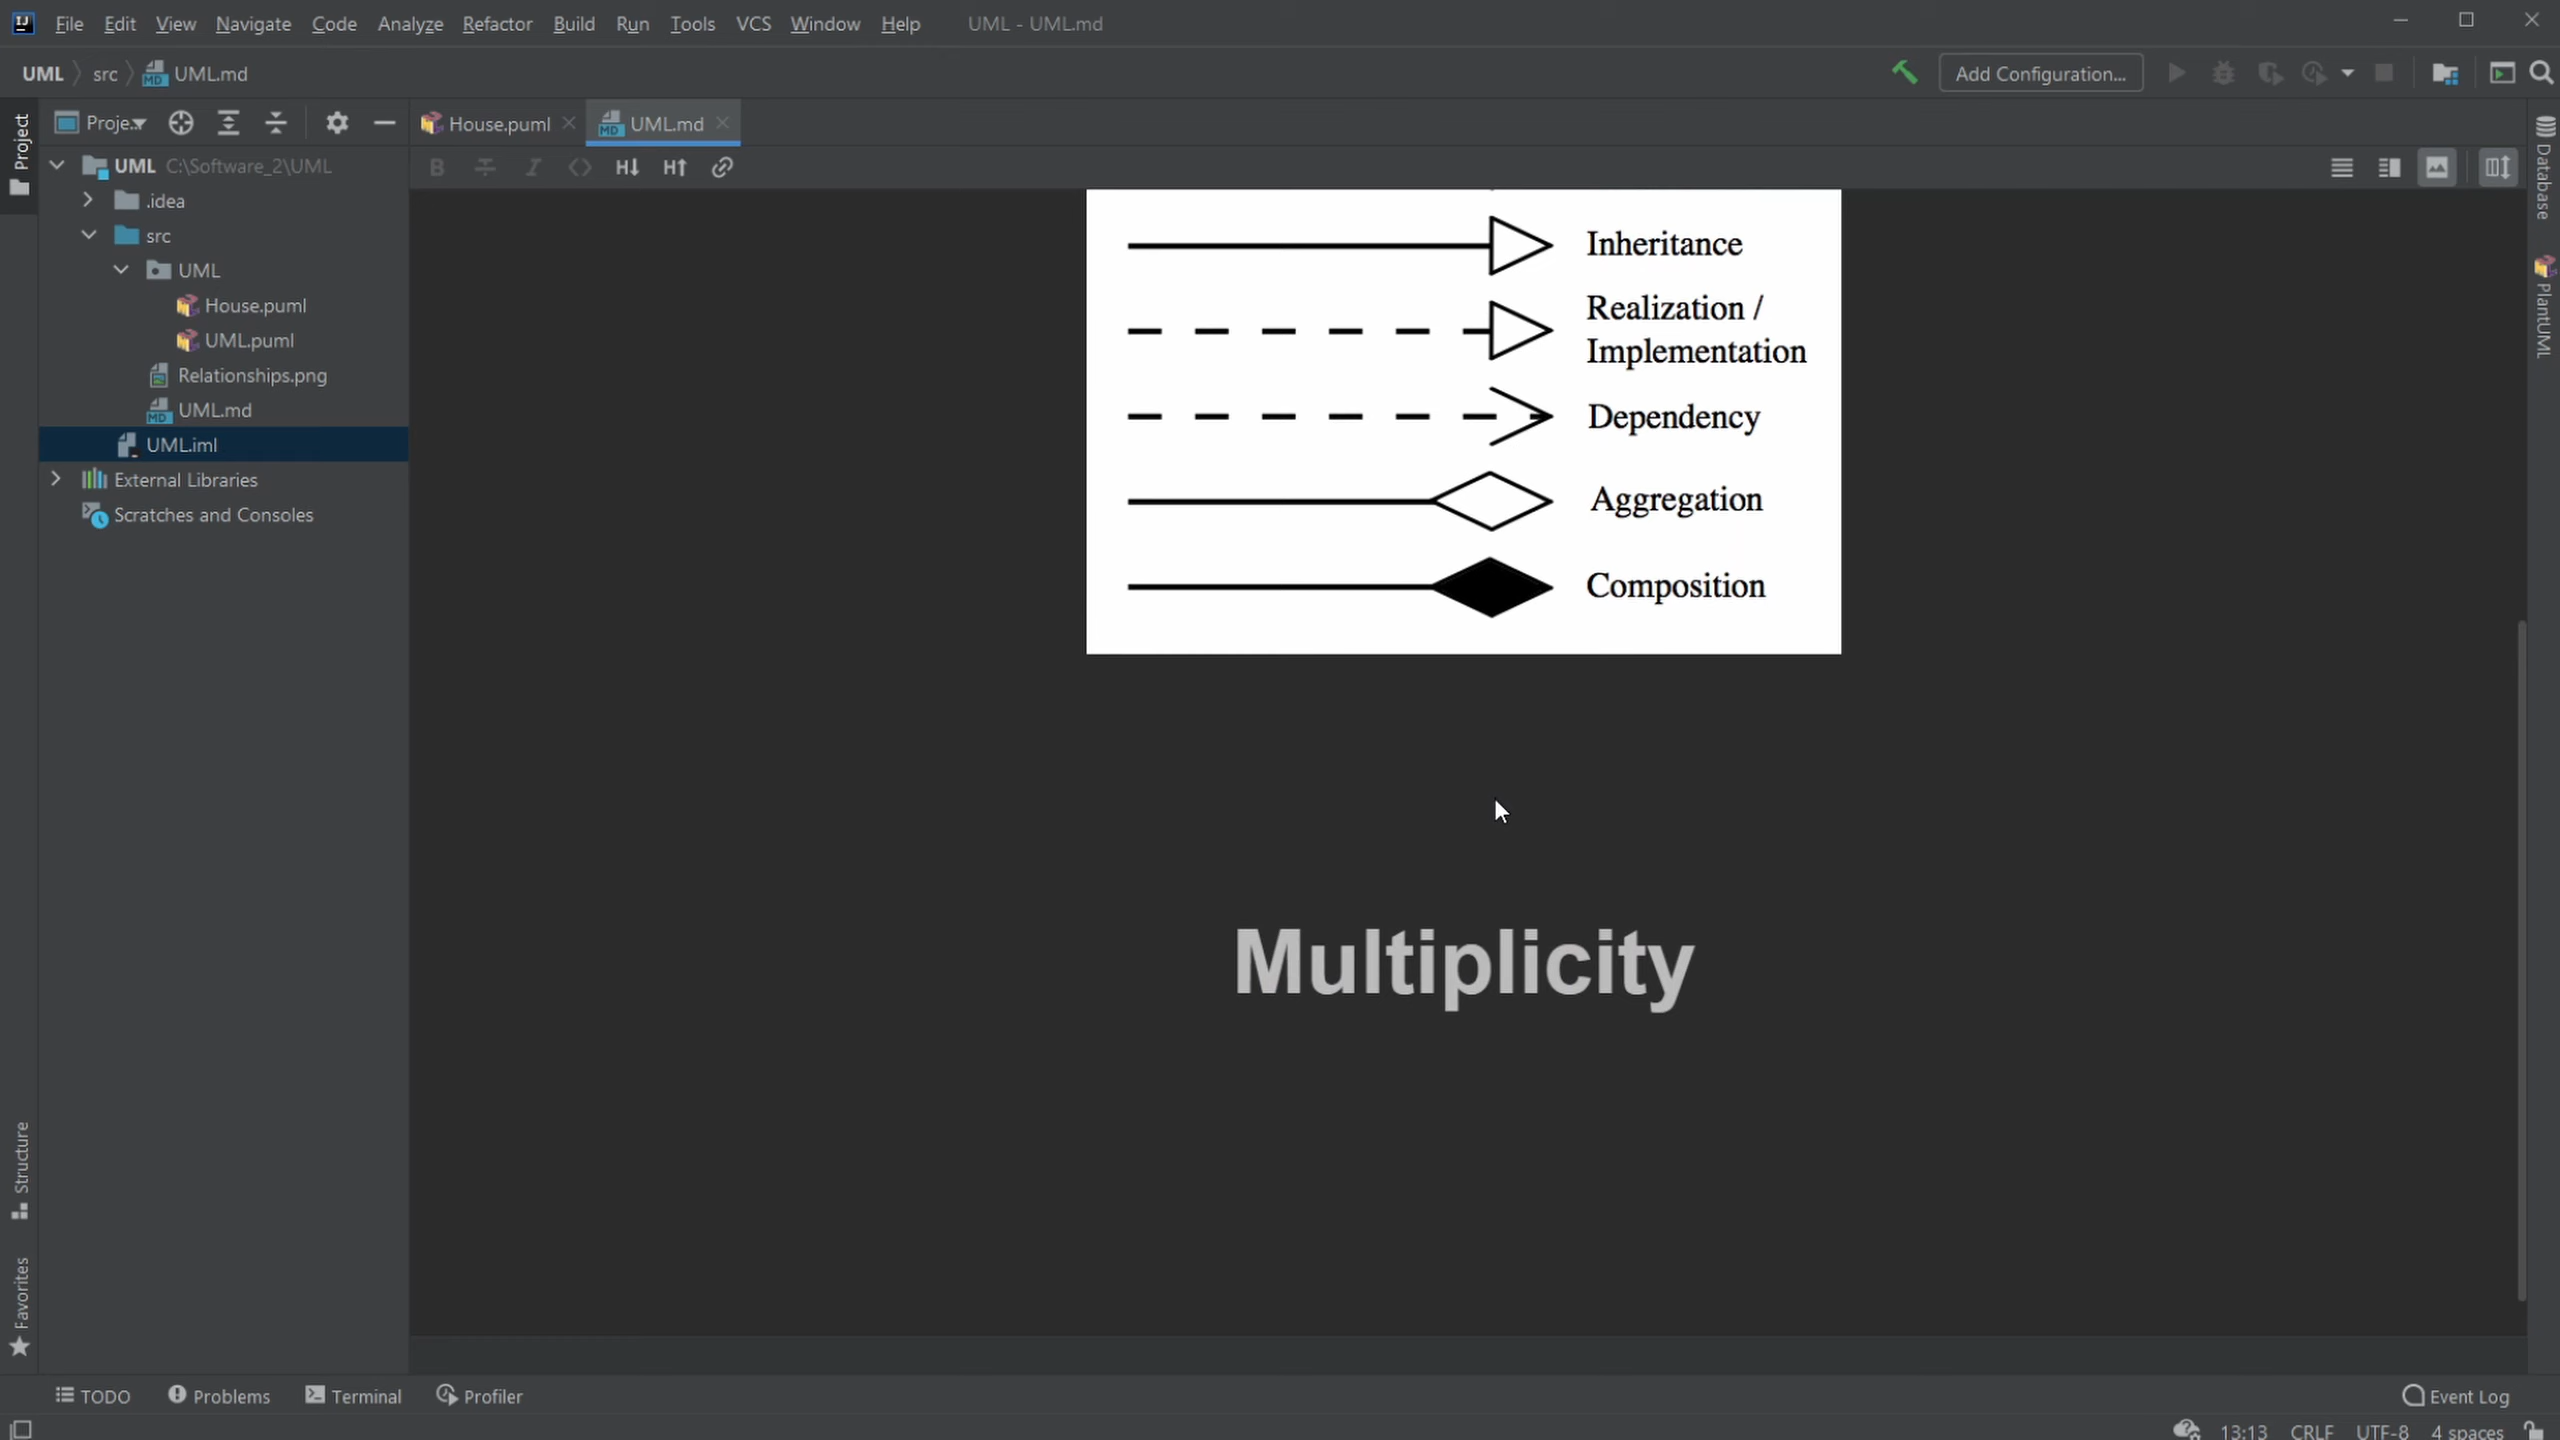 File Edit View Navigate Code Analyze Refactor Build Run Tools VCS Window Help UML - UML.md
UML src UML.md
Add Configuration...
Project
Proje...
House.puml
UML.md
UML C:\Software_2\UML
.idea
src
UML
House.puml
UML.puml
Relationships.png
UML.md
UML.iml
External Libraries
Scratches and Consoles
B I <> H↓ H↑
Inheritance
Realization /
Implementation
Dependency
Aggregation
Composition
Multiplicity
Database
PlantUML
Structure
Favorites
TODO Problems Terminal Profiler
Event Log
13:13 CRLF UTF-8 4 spaces